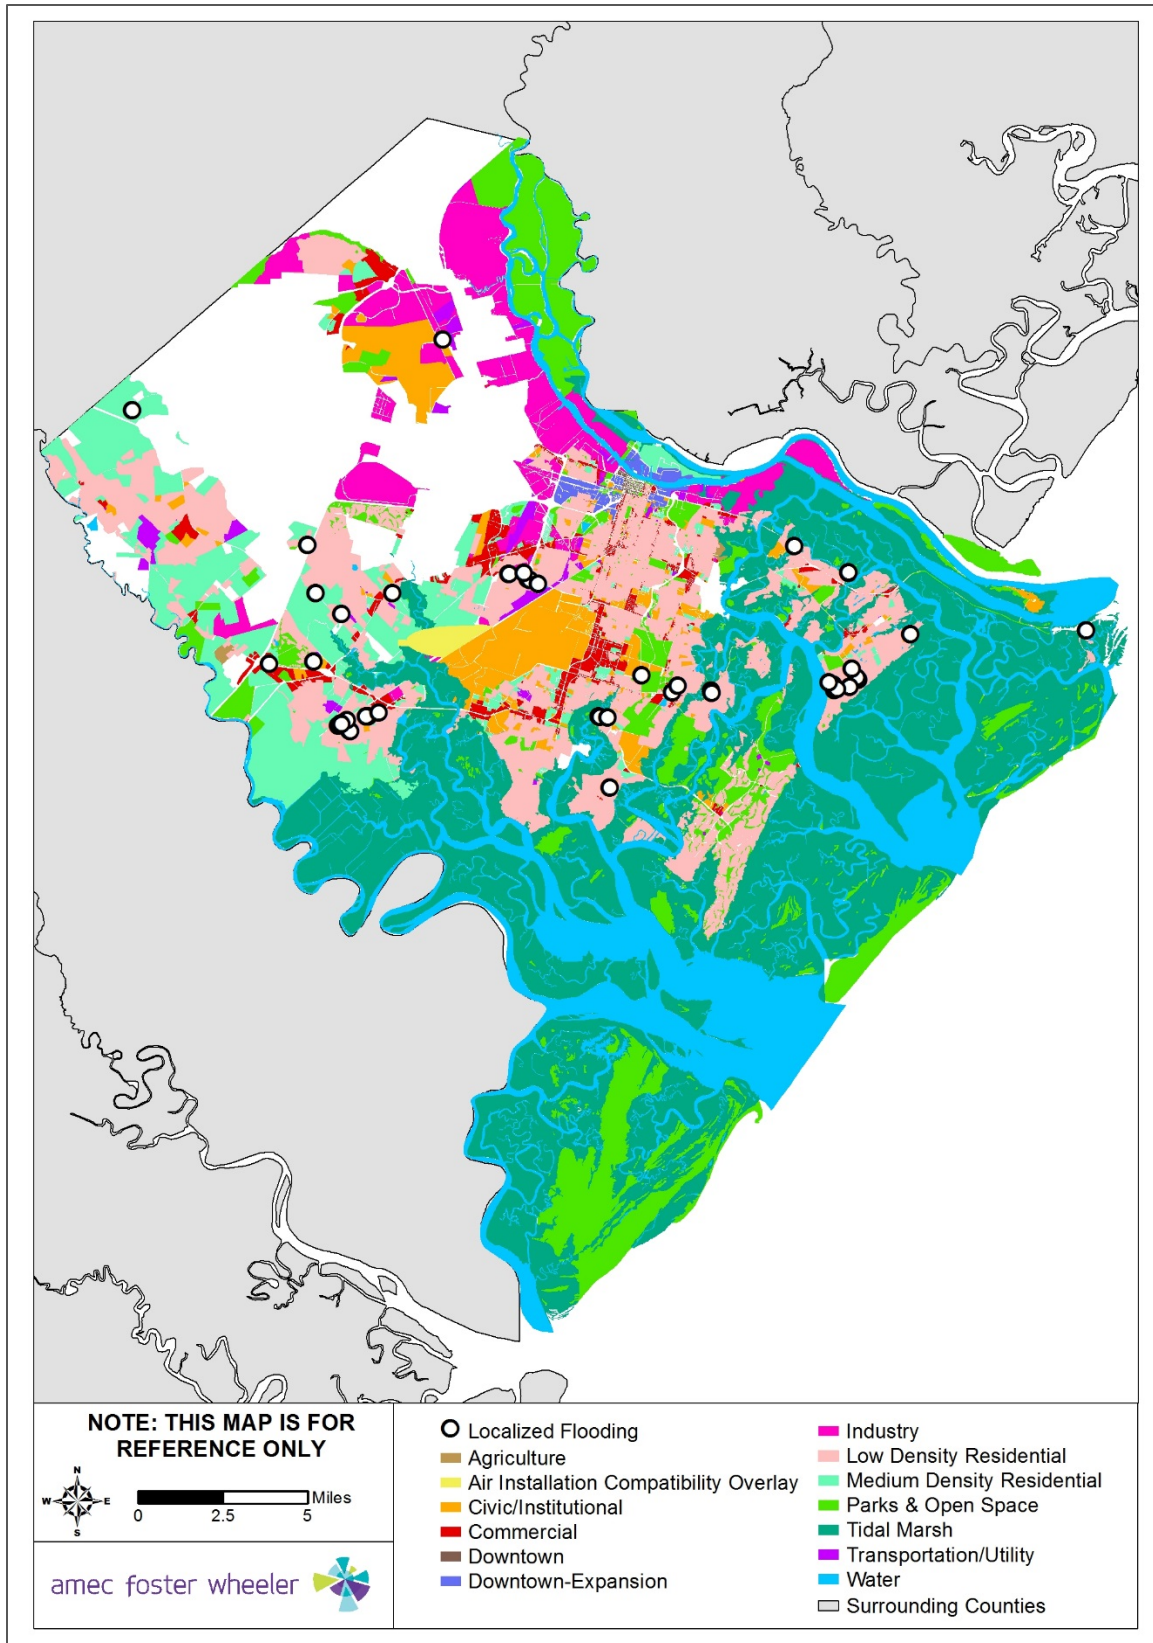 NOTE: THIS MAP IS FOR
REFERENCE ONLY
N
W E
S
Miles
0 2.5 5
amec foster wheeler
Localized Flooding
Agriculture
Air Installation Compatibility Overlay
Civic/Institutional
Commercial
Downtown
Downtown-Expansion
Industry
Low Density Residential
Medium Density Residential
Parks & Open Space
Tidal Marsh
Transportation/Utility
Water
Surrounding Counties